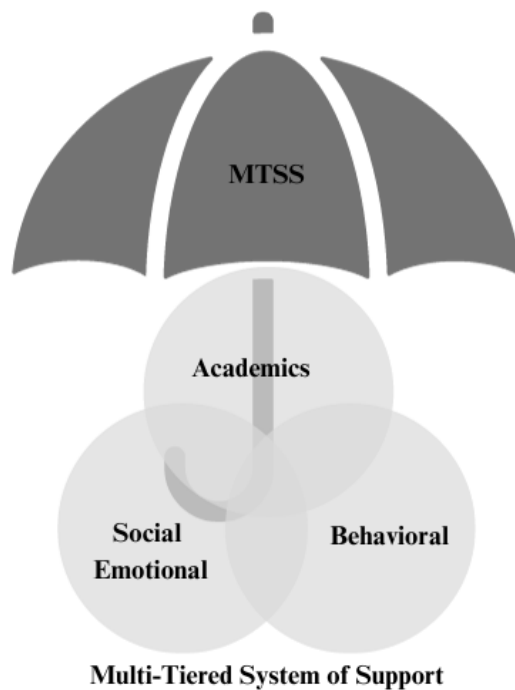 MTSS
Academics
Social
Emotional
Behavioral
Multi-Tiered System of Support